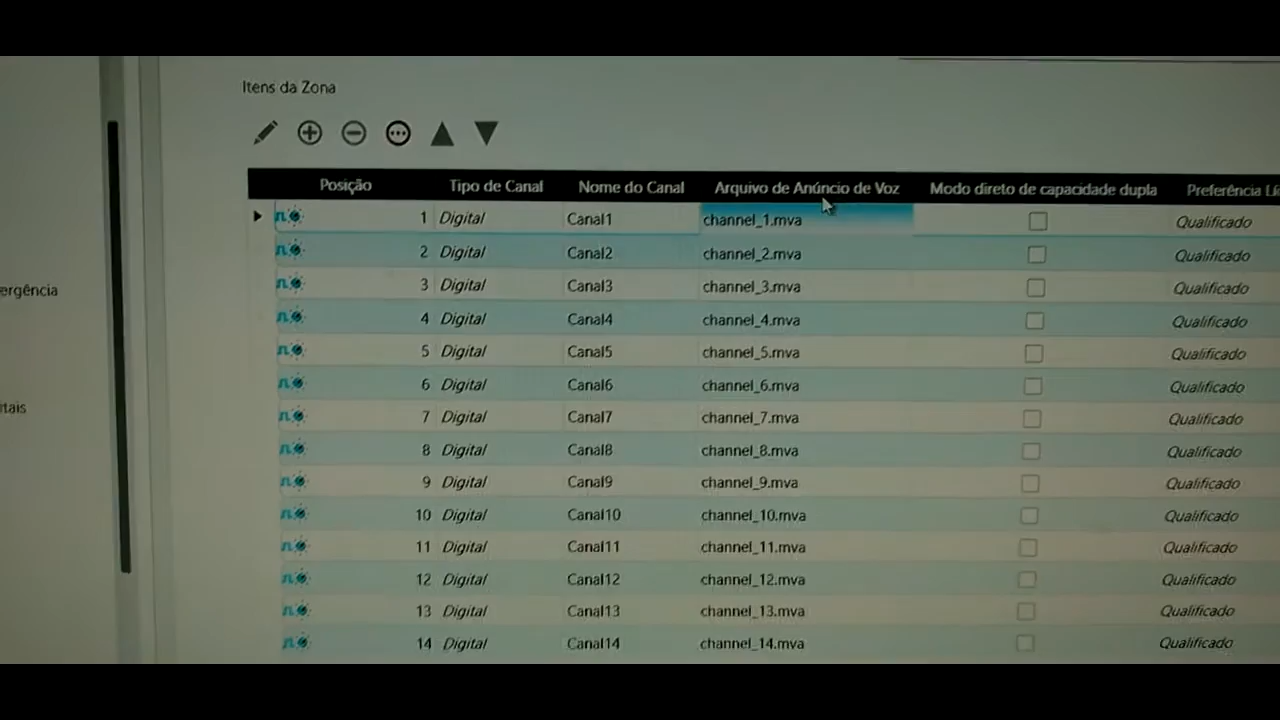 Itens da Zona
Posição Tipo de Canal Nome do Canal Arquivo de Anúncio de Voz Modo direto de capacidade dupla Preferência Lí
1 Digital Canal1 channel_1.mva Qualificado
2 Digital Canal2 channel_2.mva Qualificado
ergência
3 Digital Canal3 channel_3.mva Qualificado
4 Digital Canal4 channel_4.mva Qualificado
5 Digital Canal5 channel_5.mva Qualificado
6 Digital Canal6 channel_6.mva Qualificado
itais
7 Digital Canal7 channel_7.mva Qualificado
8 Digital Canal8 channel_8.mva Qualificado
9 Digital Canal9 channel_9.mva Qualificado
10 Digital Canal10 channel_10.mva Qualificado
11 Digital Canal11 channel_11.mva Qualificado
12 Digital Canal12 channel_12.mva Qualificado
13 Digital Canal13 channel_13.mva Qualificado
14 Digital Canal14 channel_14.mva Qualificado